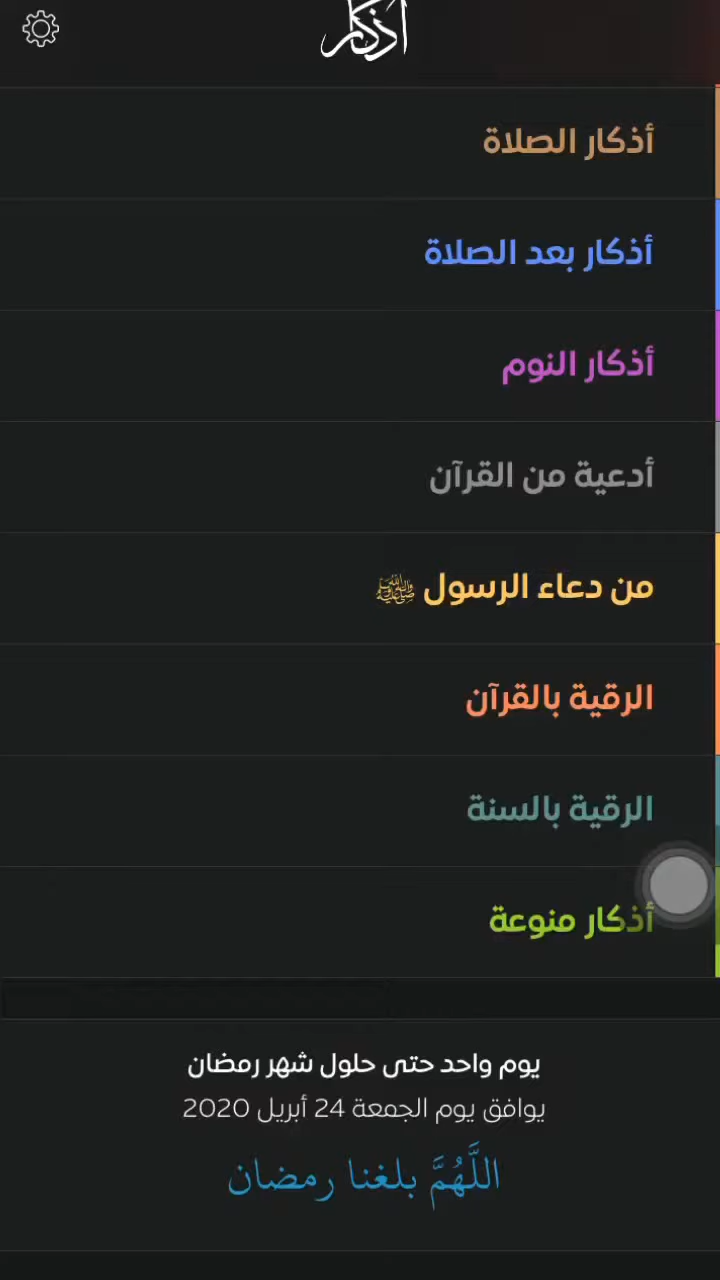 أذكار
أذكار الصلاة
أذكار بعد الصلاة
أذكار النوم
أدعية من القرآن
من دعاء الرسول ﷺ
الرقية بالقرآن
الرقية بالسنة
أذكار منوعة
يوم واحد حتى حلول شهر رمضان
يوافق يوم الجمعة 24 أبريل 2020
اللَّهُمَّ بلغنا رمضان